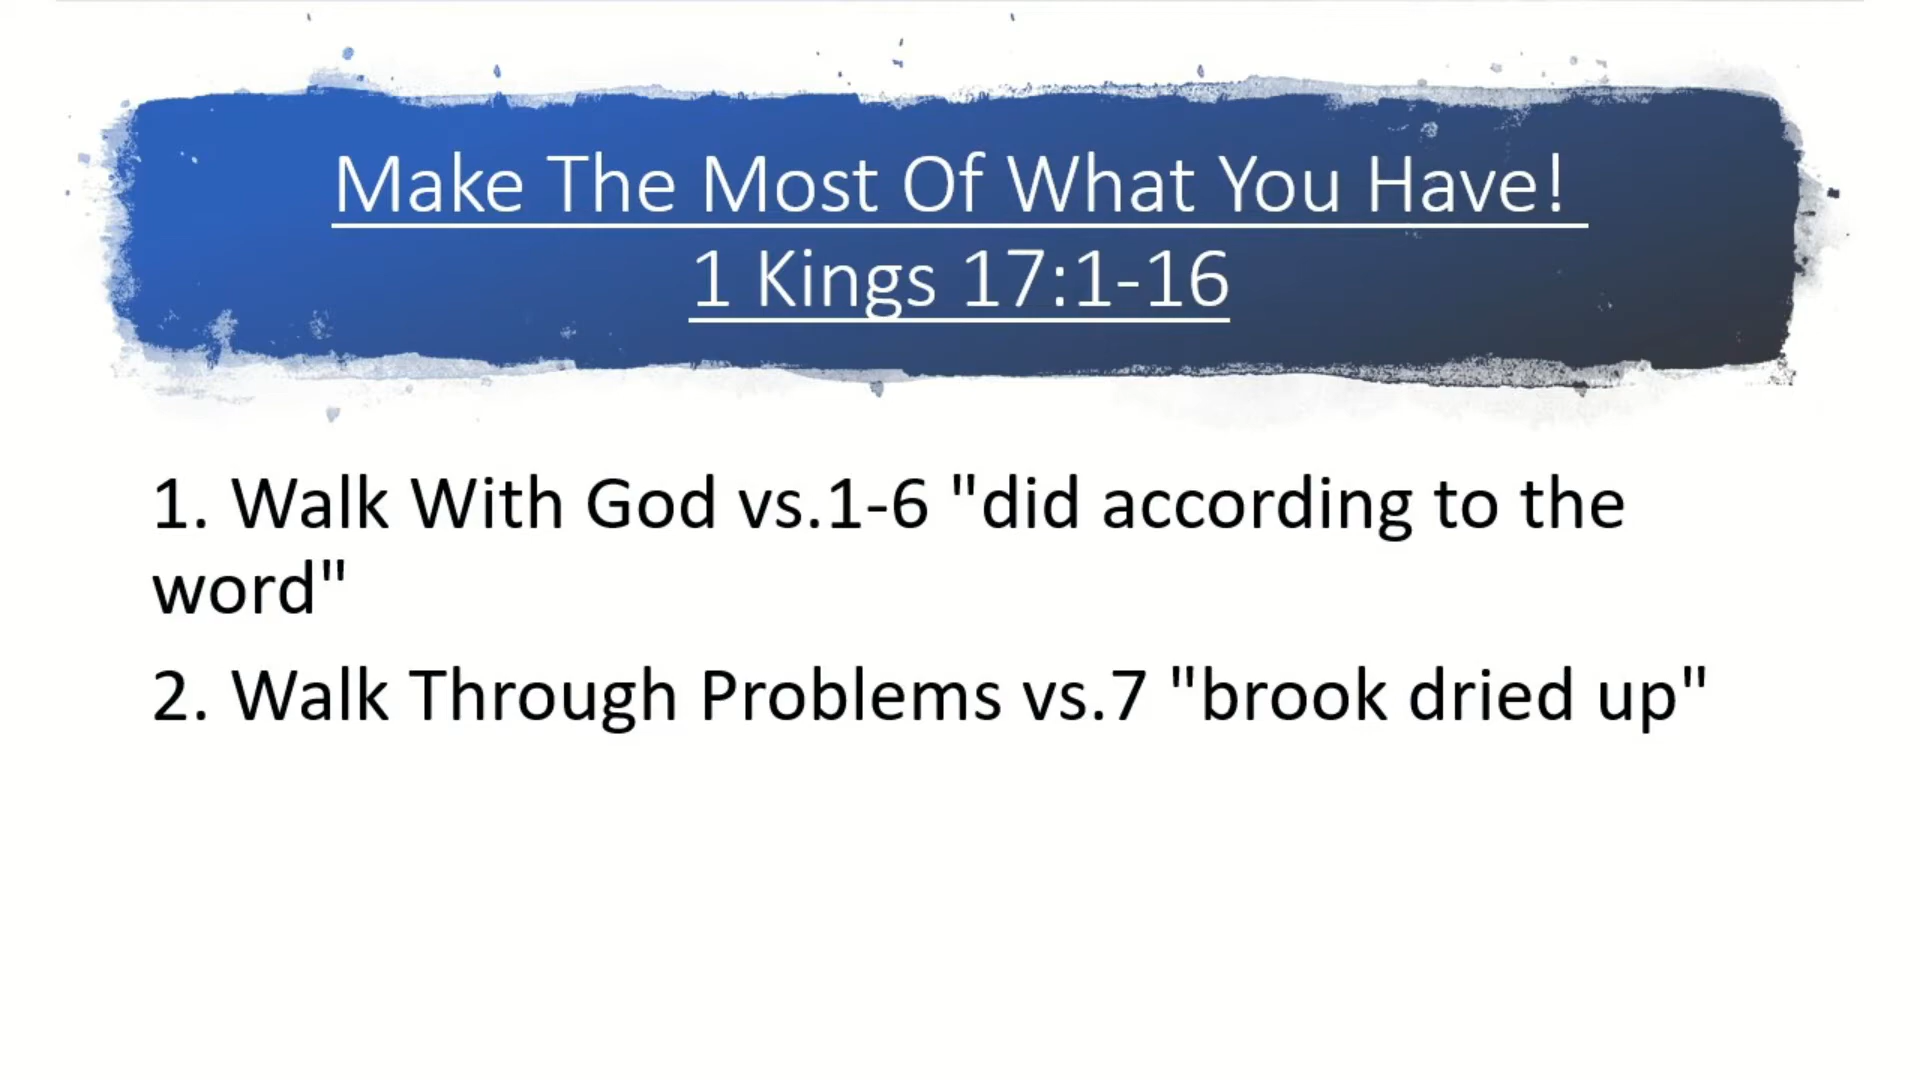 Make The Most Of What You Have!
1 Kings 17:1-16
1. Walk With God vs.1-6 "did according to the
word"
2. Walk Through Problems vs.7 "brook dried up"